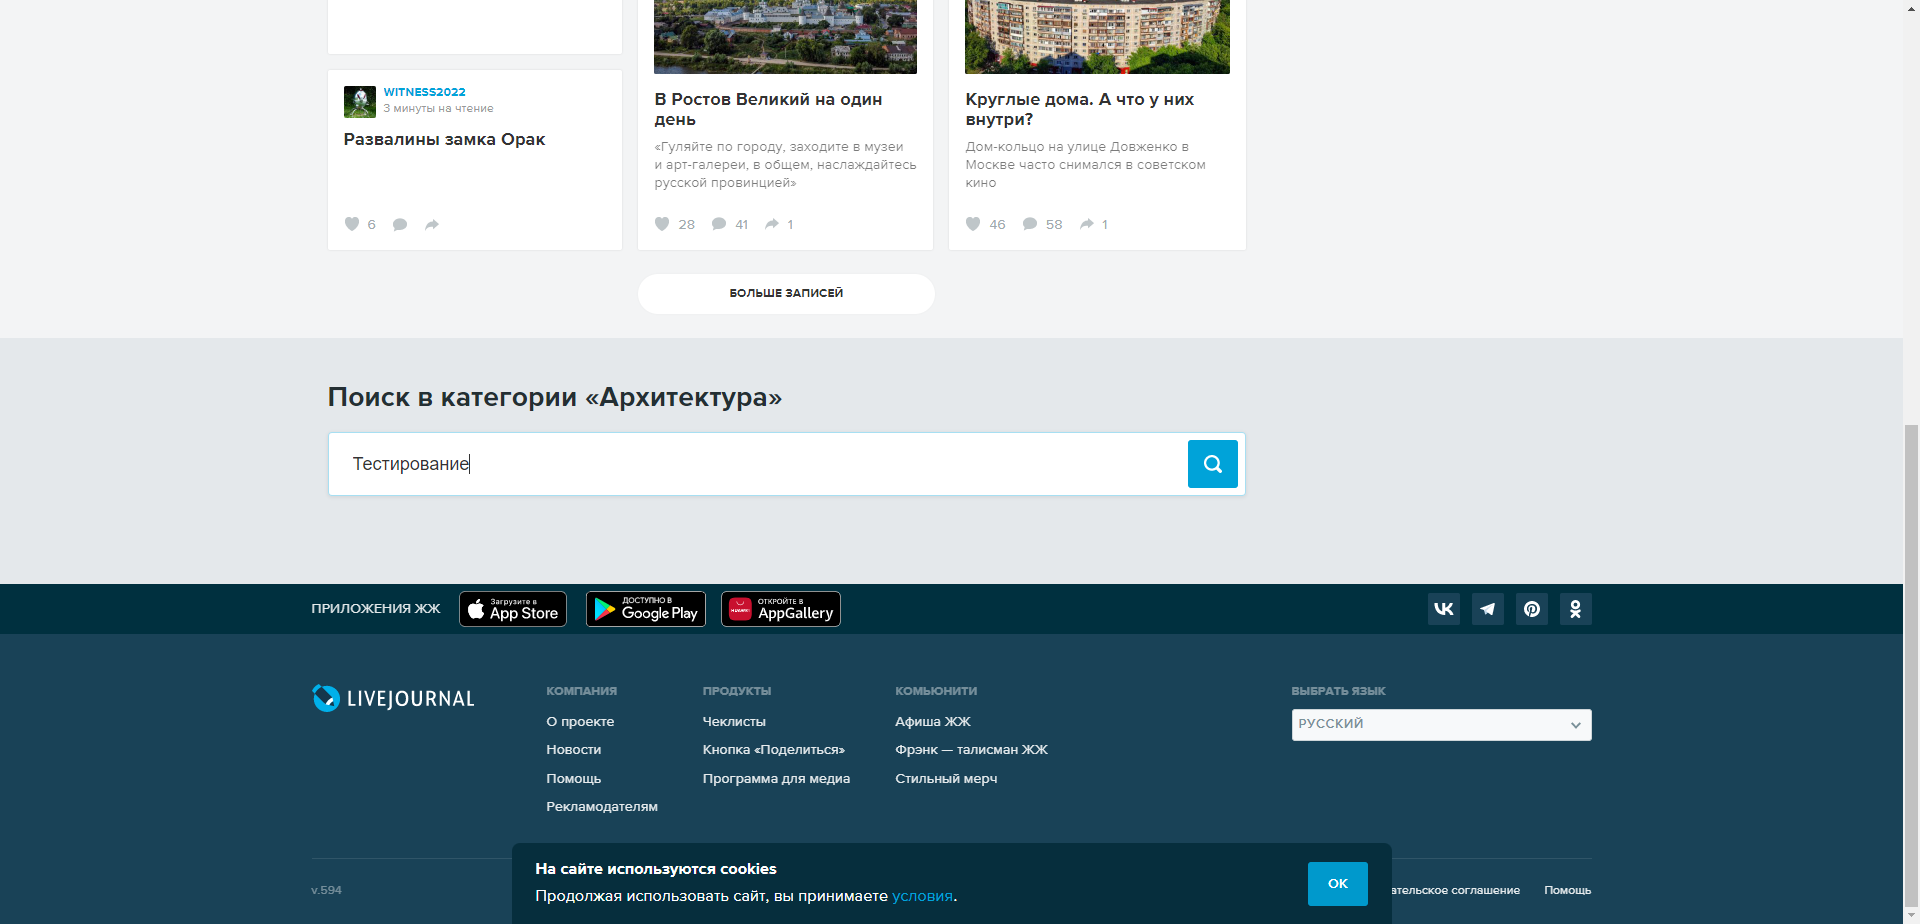 WITNESS2022
3 минуты на чтение
Развалины замка Орак
6
В Ростов Великий на один
день
«Гуляйте по городу, заходите в музеи
и арт-галереи, в общем, наслаждайтесь
русской провинцией»
28 41 1
Круглые дома. А что у них
внутри?
Дом-кольцо на улице Довженко в
Москве часто снимался в советском
кино
46 58 1
БОЛЬШЕ ЗАПИСЕЙ
Поиск в категории «Архитектура»
Тестирование
ПРИЛОЖЕНИЯ ЖЖ
Загрузите в
App Store
ДОСТУПНО В
Google Play
HUAWEI
ОТКРОЙТЕ В
AppGallery
LIVEJOURNAL
КОМПАНИЯ
О проекте
Новости
Помощь
Рекламодателям
ПРОДУКТЫ
Чеклисты
Кнопка «Поделиться»
Программа для медиа
КОМЬЮНИТИ
Афиша ЖЖ
Фрэнк — талисман ЖЖ
Стильный мерч
ВЫБРАТЬ ЯЗЫК
РУССКИЙ
На сайте используются cookies
Продолжая использовать сайт, вы принимаете условия.
OK
v.594
ательское соглашение
Помощь